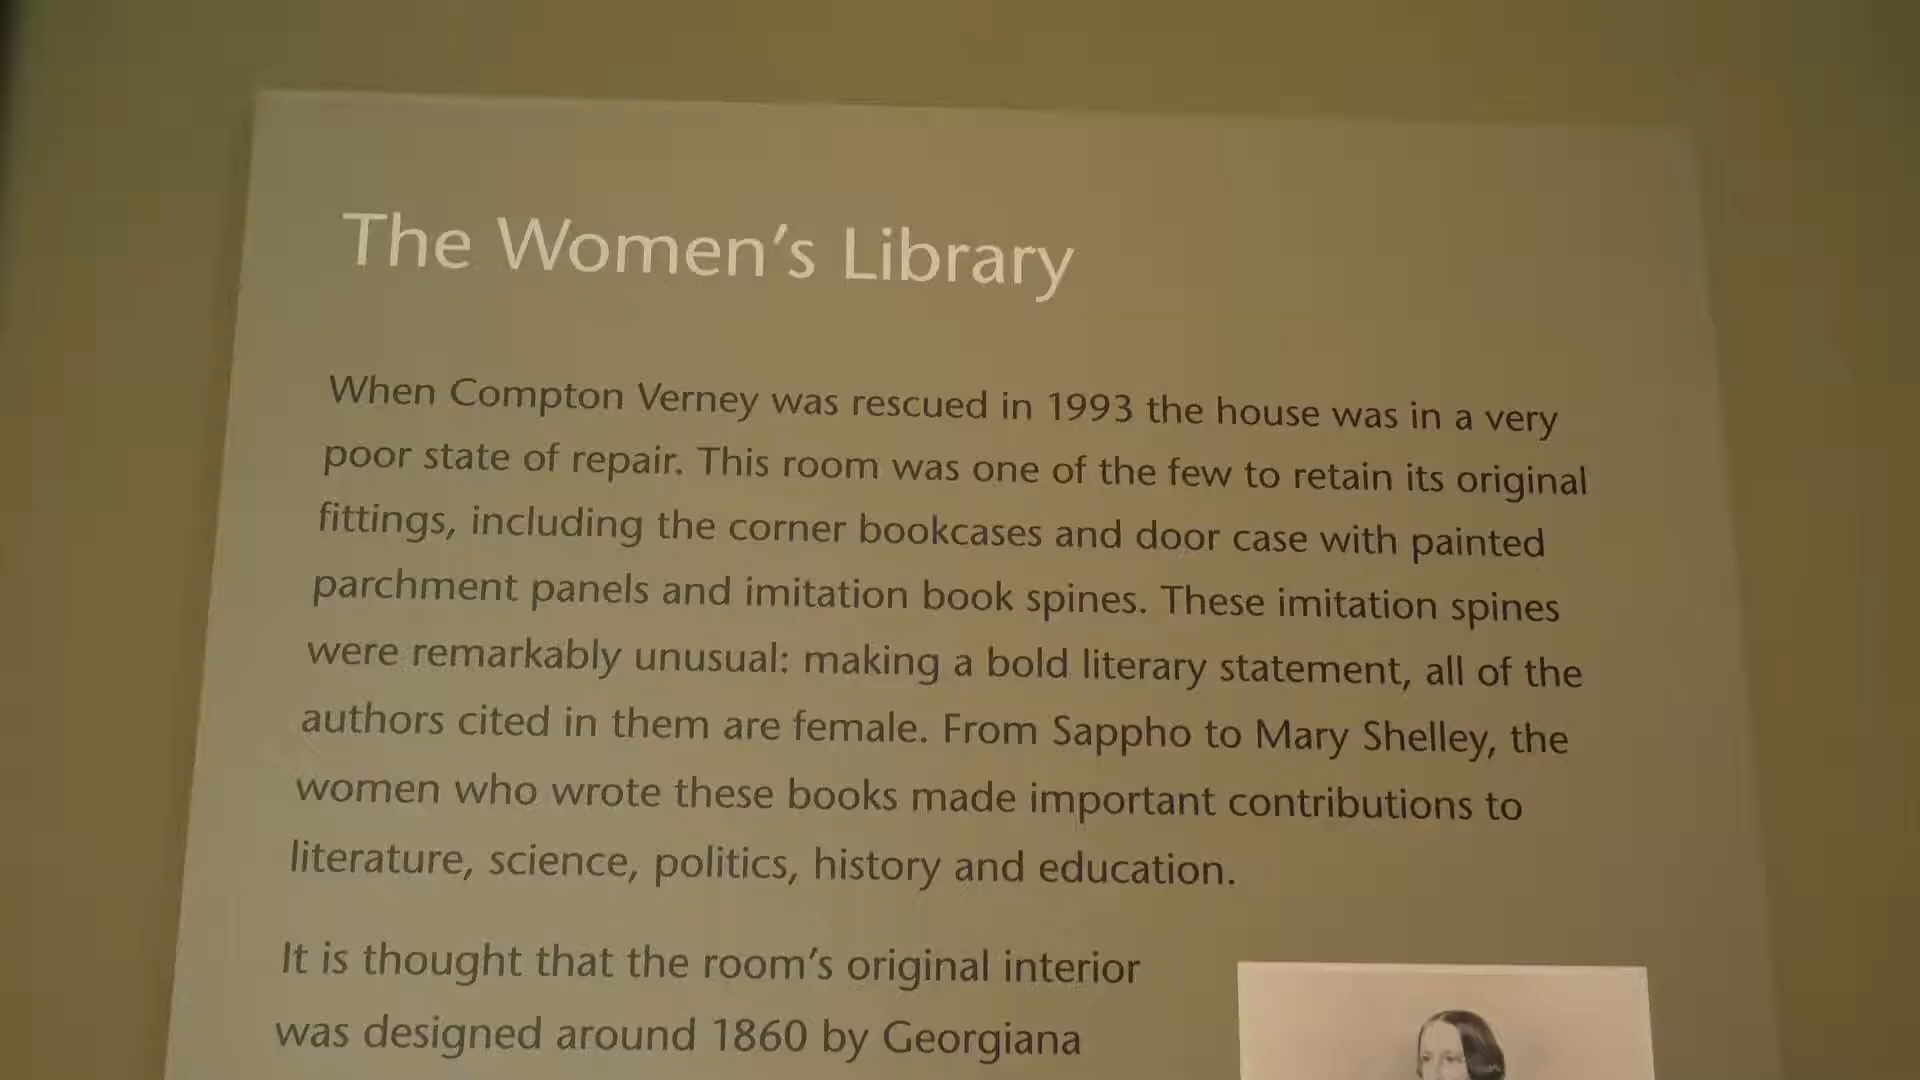 The Women's Library
When Compton Verney was rescued in 1993 the house was in a very
poor state of repair. This room was one of the few to retain its original
fittings, including the corner bookcases and door case with painted
parchment panels and imitation book spines. These imitation spines
were remarkably unusual: making a bold literary statement, all of the
authors cited in them are female. From Sappho to Mary Shelley, the
women who wrote these books made important contributions to
literature, science, politics, history and education.
It is thought that the room's original interior
was designed around 1860 by Georgiana